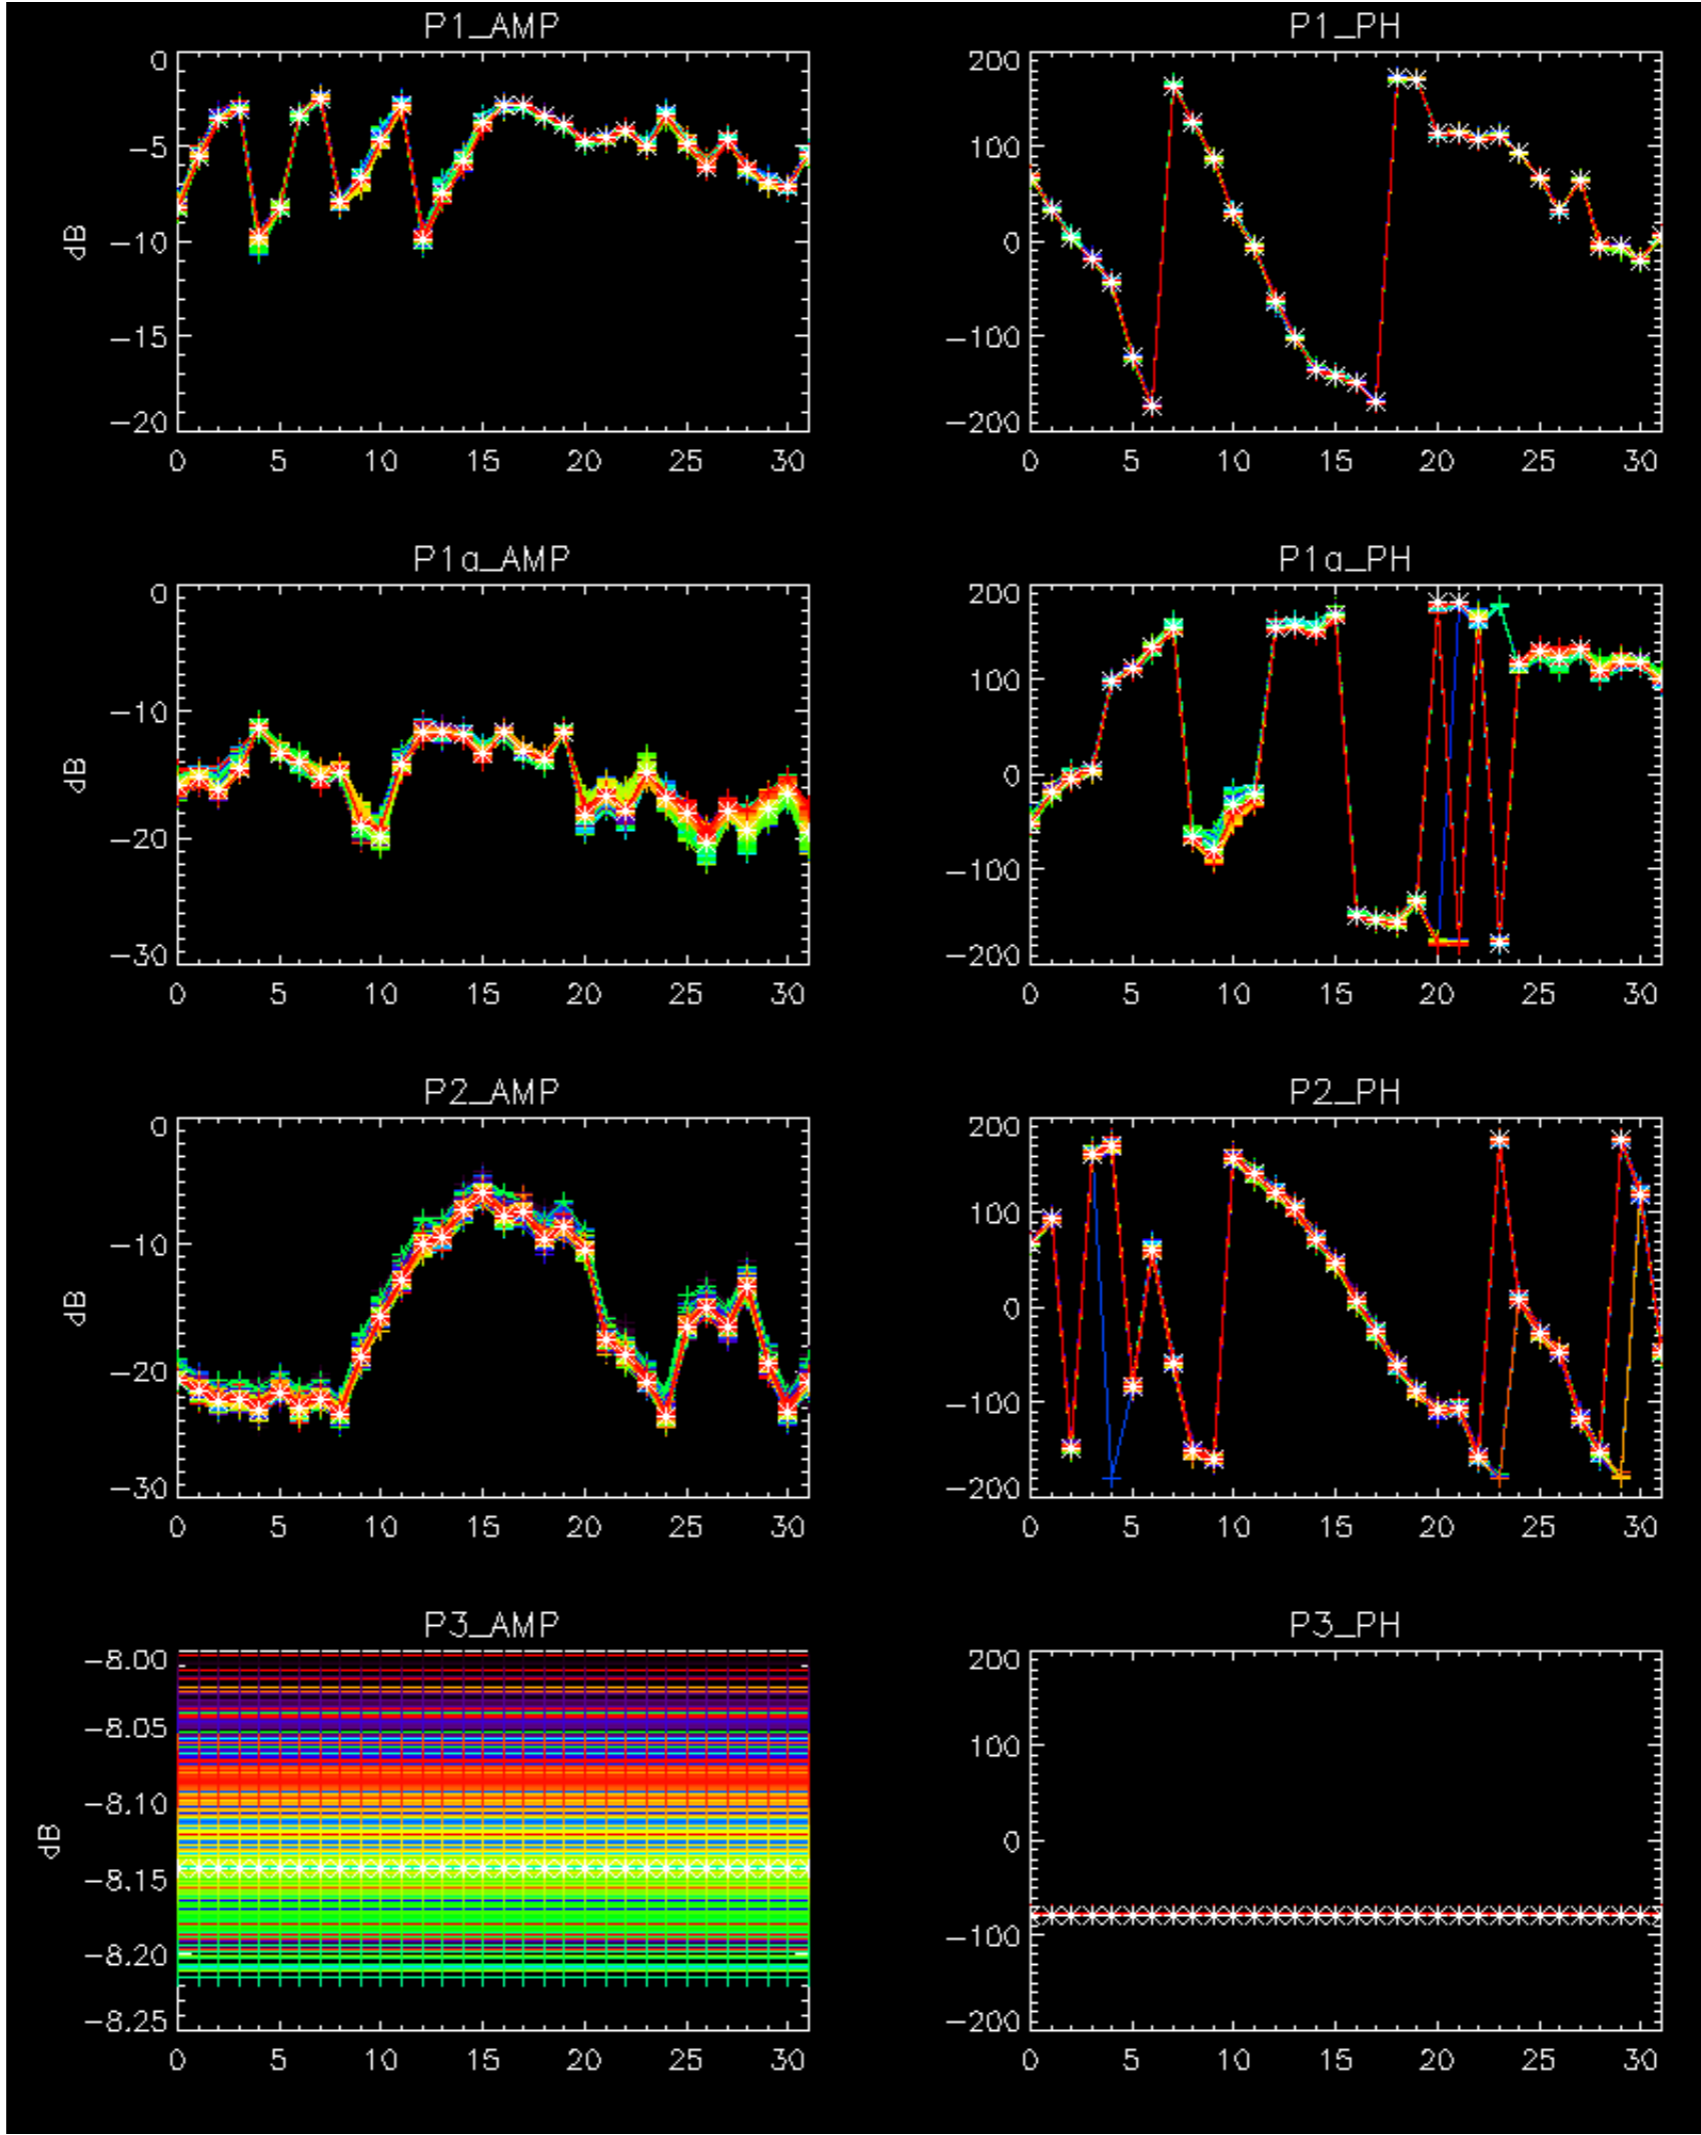 P1_AMP P1_PH
0 200
-5 100
dB -10 0
-15 -100
-20 -200
0 5 10 15 20 25 30 0 5 10 15 20 25 30
P1a_AMP P1a_PH
0 200
-10 100
dB 0
-20 -100
-30 -200
0 5 10 15 20 25 30 0 5 10 15 20 25 30
P2_AMP P2_PH
0 200
-10 100
dB 0
-20 -100
-30 -200
0 5 10 15 20 25 30 0 5 10 15 20 25 30
P3_AMP P3_PH
-8.00 200
-8.05 100
-8.10
dB 0
-8.15
-8.20 -100
-8.25 -200
0 5 10 15 20 25 30 0 5 10 15 20 25 30